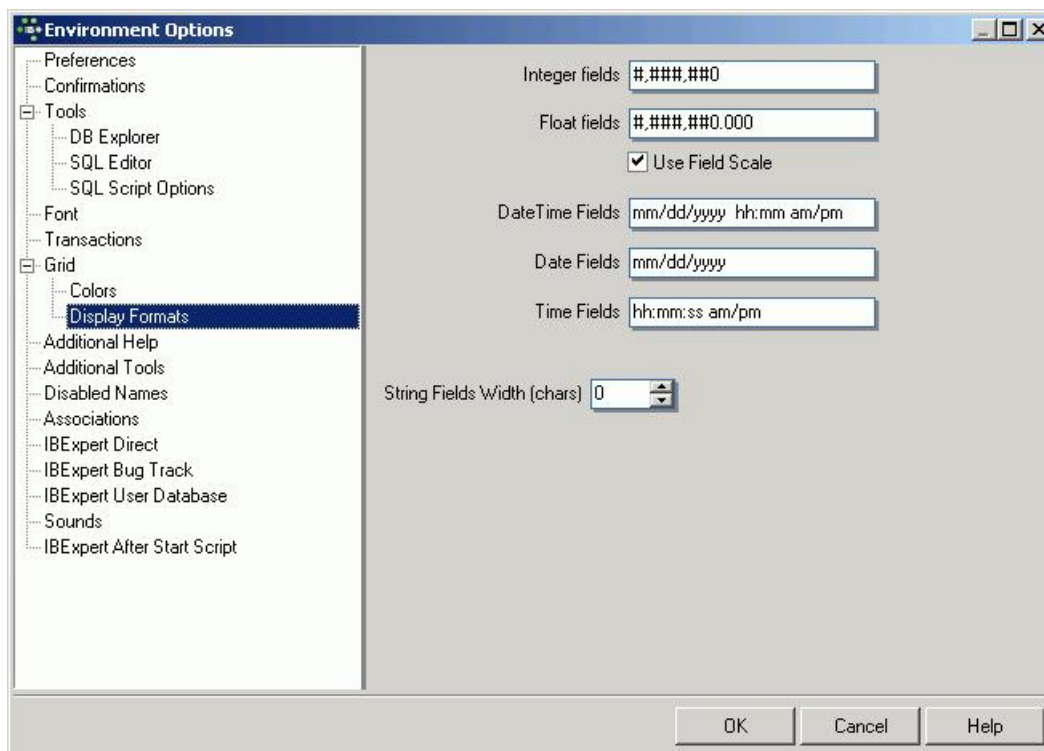 Environment Options
Preferences
Confirmations
Tools
DB Explorer
SQL Editor
SQL Script Options
Font
Transactions
Grid
Colors
Display Formats
Additional Help
Additional Tools
Disabled Names
Associations
IBExpert Direct
IBExpert Bug Track
IBExpert User Database
Sounds
IBExpert After Start Script
Integer fields #,###,##0
Float fields #,###,##0.000
Use Field Scale
DateTime Fields mm/dd/yyyy  hh:mm am/pm
Date Fields mm/dd/yyyy
Time Fields hh:mm:ss am/pm
String Fields Width (chars) 0
OK Cancel Help